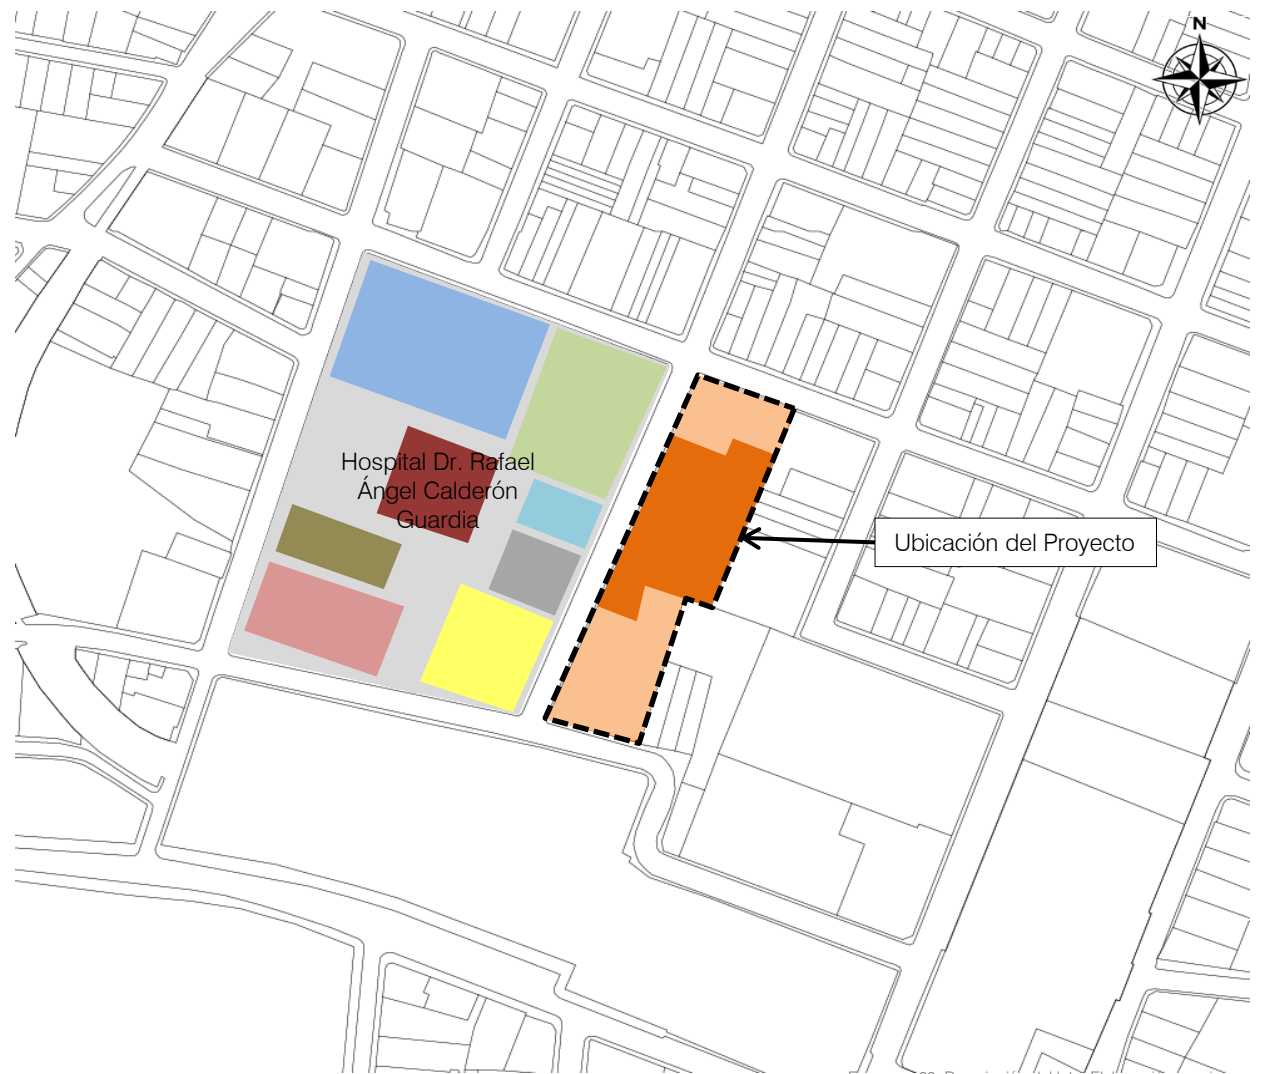 N
Hospital Dr. Rafael
Ángel Calderón
Guardia
Ubicación del Proyecto